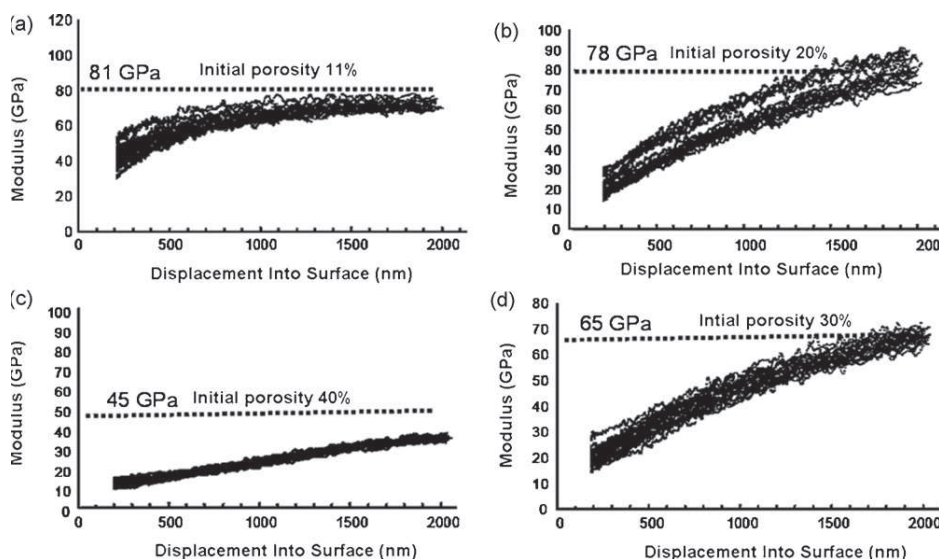 (a)
120
100
80
60
40
20
0
81 GPa
Initial porosity 11%
Modulus (GPa)
0 500 1000 1500 2000
Displacement Into Surface (nm)
(b)
100
90
80
70
60
50
40
30
20
10
0
78 GPa
Initial porosity 20%
Modulus (GPa)
0 500 1000 1500 2000
Displacement Into Surface (nm)
(c)
100
90
80
70
60
50
40
30
20
10
0
45 GPa
Initial porosity 40%
Modulus (GPa)
0 500 1000 1500 2000
Displacement Into Surface (nm)
(d)
80
70
60
50
40
30
20
10
0
65 GPa
Intial porosity 30%
Modulus (GPa)
0 500 1000 1500 2000
Displacement Into Surface (nm)